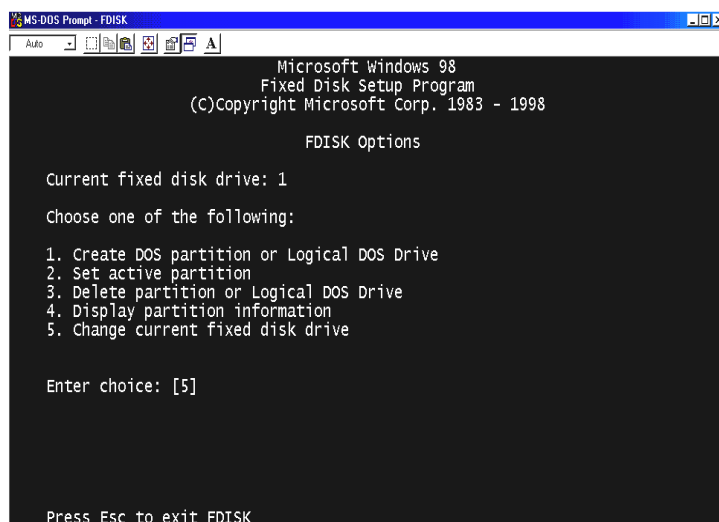 MS-DOS Prompt - FDISK
Auto
A
Microsoft Windows 98
Fixed Disk Setup Program
(C)Copyright Microsoft Corp. 1983 - 1998
FDISK Options
Current fixed disk drive: 1
Choose one of the following:
1. Create DOS partition or Logical DOS Drive
2. Set active partition
3. Delete partition or Logical DOS Drive
4. Display partition information
5. Change current fixed disk drive
Enter choice: [5]
Press Esc to exit FDISK